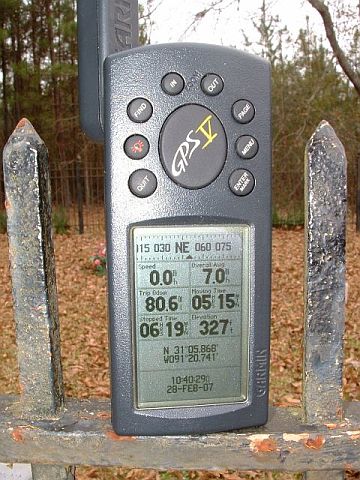 GARMIN
IN OUT
FIND PAGE
GPS V
MENU
QUIT ENTER
015 030 NE 060 075
Speed Overall Avg
0.0 7.0
Trip Odom Moving Time
80.6 05 15
Stopped Time Elevation
06 19 327
N 31°05.868'
W091°20.741'
10:40:29
28-FEB-07
GARMIN